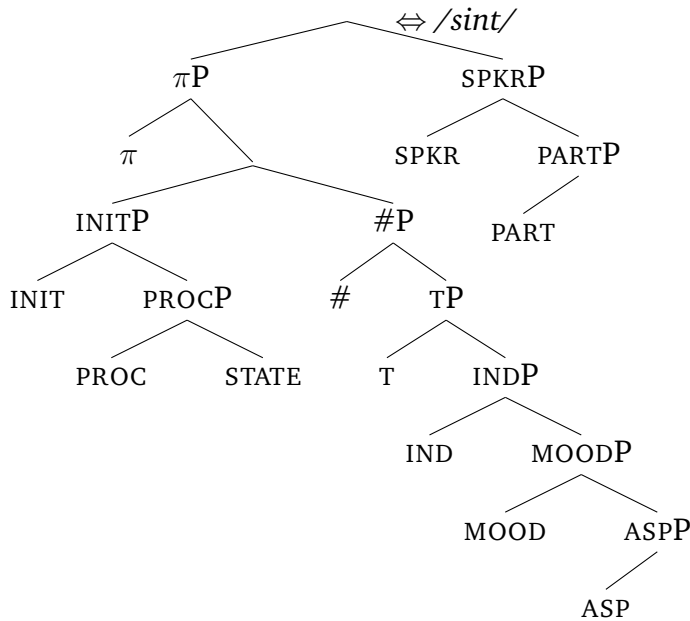 ⇔ /sint/
πP SPKRP
π SPKR PARTP
INITP #P PART
INIT PROCP # TP
PROC STATE T INDP
IND MOODP
MOOD ASPP
ASP